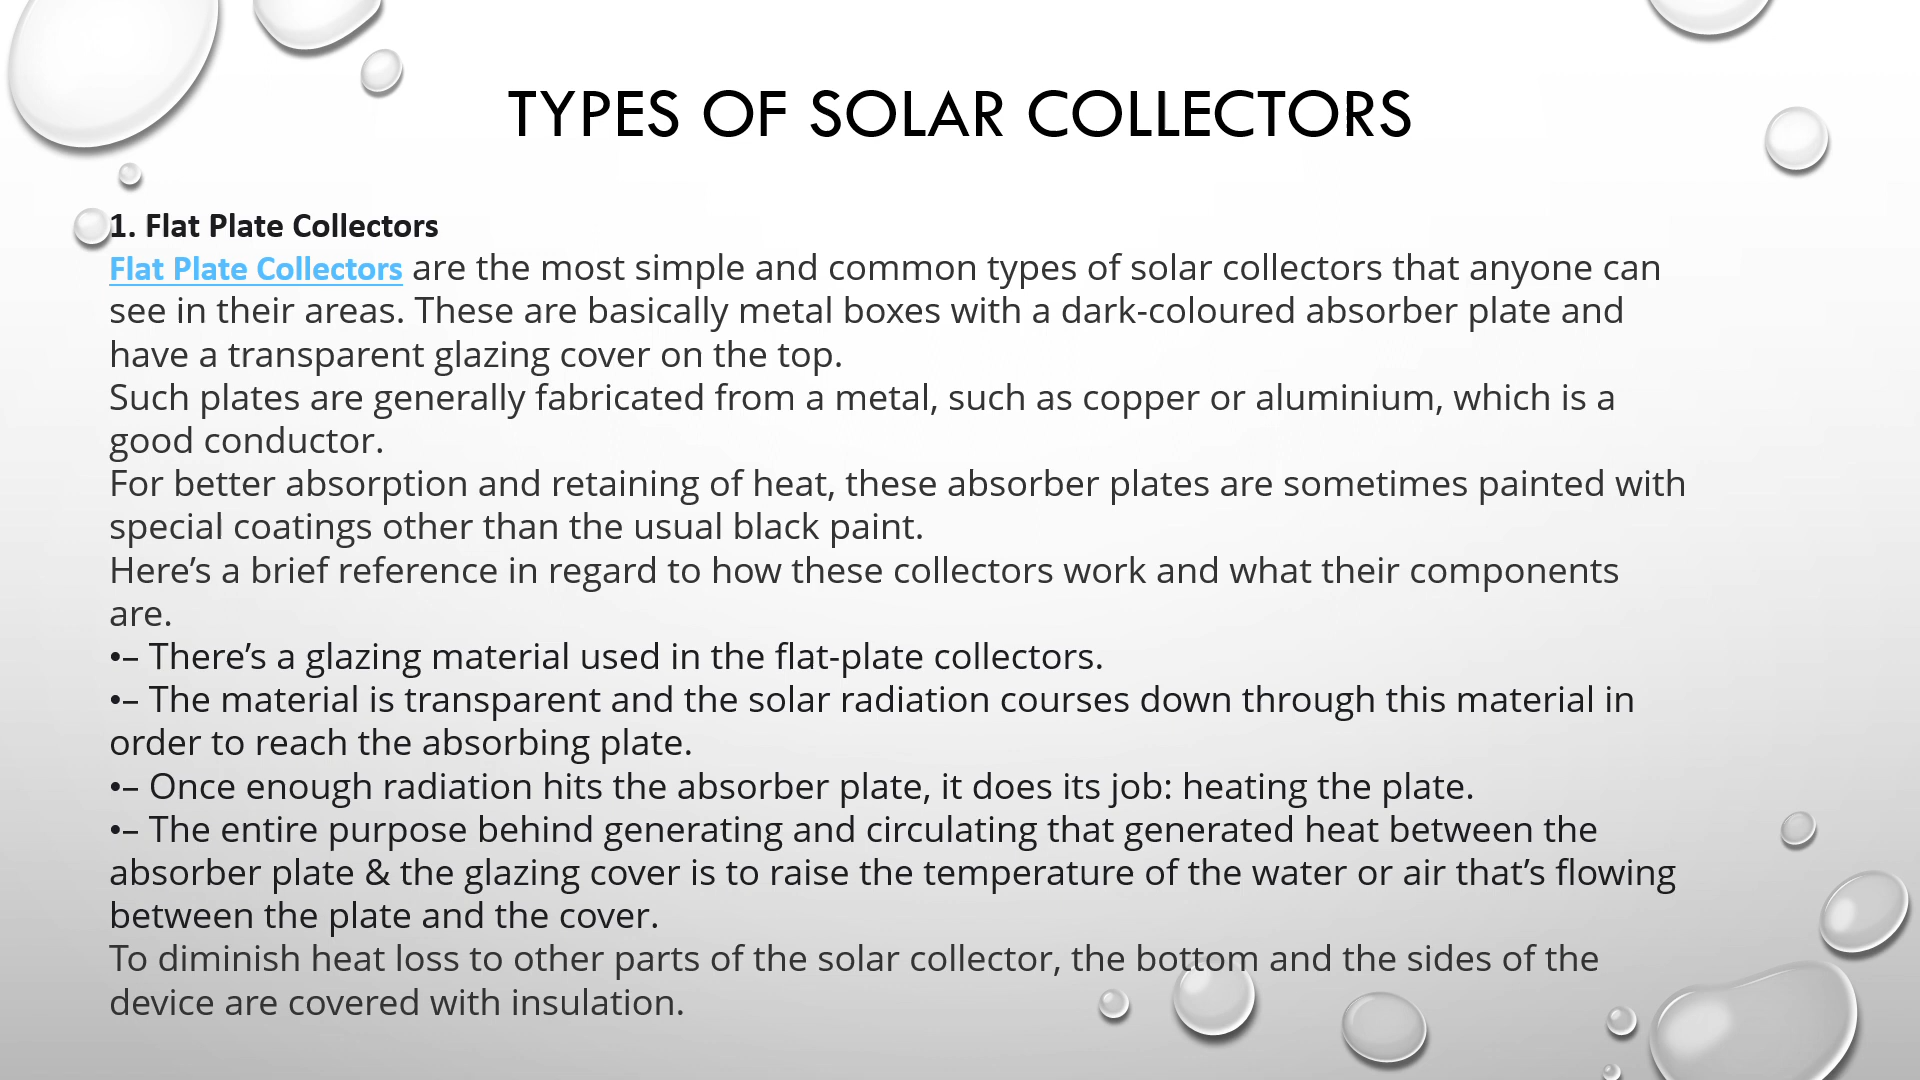 TYPES OF SOLAR COLLECTORS
1. Flat Plate Collectors
Flat Plate Collectors are the most simple and common types of solar collectors that anyone can
see in their areas. These are basically metal boxes with a dark-coloured absorber plate and
have a transparent glazing cover on the top.
Such plates are generally fabricated from a metal, such as copper or aluminium, which is a
good conductor.
For better absorption and retaining of heat, these absorber plates are sometimes painted with
special coatings other than the usual black paint.
Here’s a brief reference in regard to how these collectors work and what their components
are.
•– There’s a glazing material used in the flat-plate collectors.
•– The material is transparent and the solar radiation courses down through this material in
order to reach the absorbing plate.
•– Once enough radiation hits the absorber plate, it does its job: heating the plate.
•– The entire purpose behind generating and circulating that generated heat between the
absorber plate & the glazing cover is to raise the temperature of the water or air that’s flowing
between the plate and the cover.
To diminish heat loss to other parts of the solar collector, the bottom and the sides of the
device are covered with insulation.